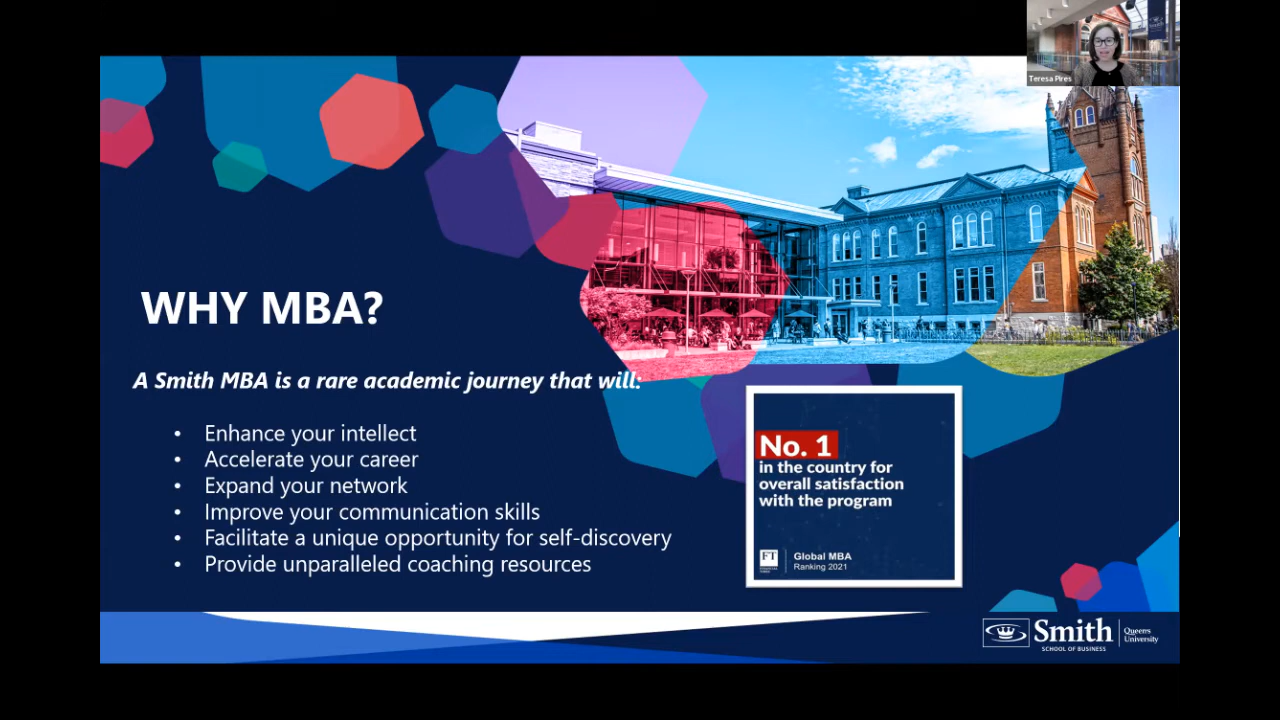 Smith
Teresa Pires
WHY MBA?
A Smith MBA is a rare academic journey that will:
• Enhance your intellect
• Accelerate your career
• Expand your network
• Improve your communication skills
• Facilitate a unique opportunity for self-discovery
• Provide unparalleled coaching resources
No. 1
in the country for
overall satisfaction
with the program
FT
Global MBA
Ranking 2021
Smith
SCHOOL OF BUSINESS
Queens
University